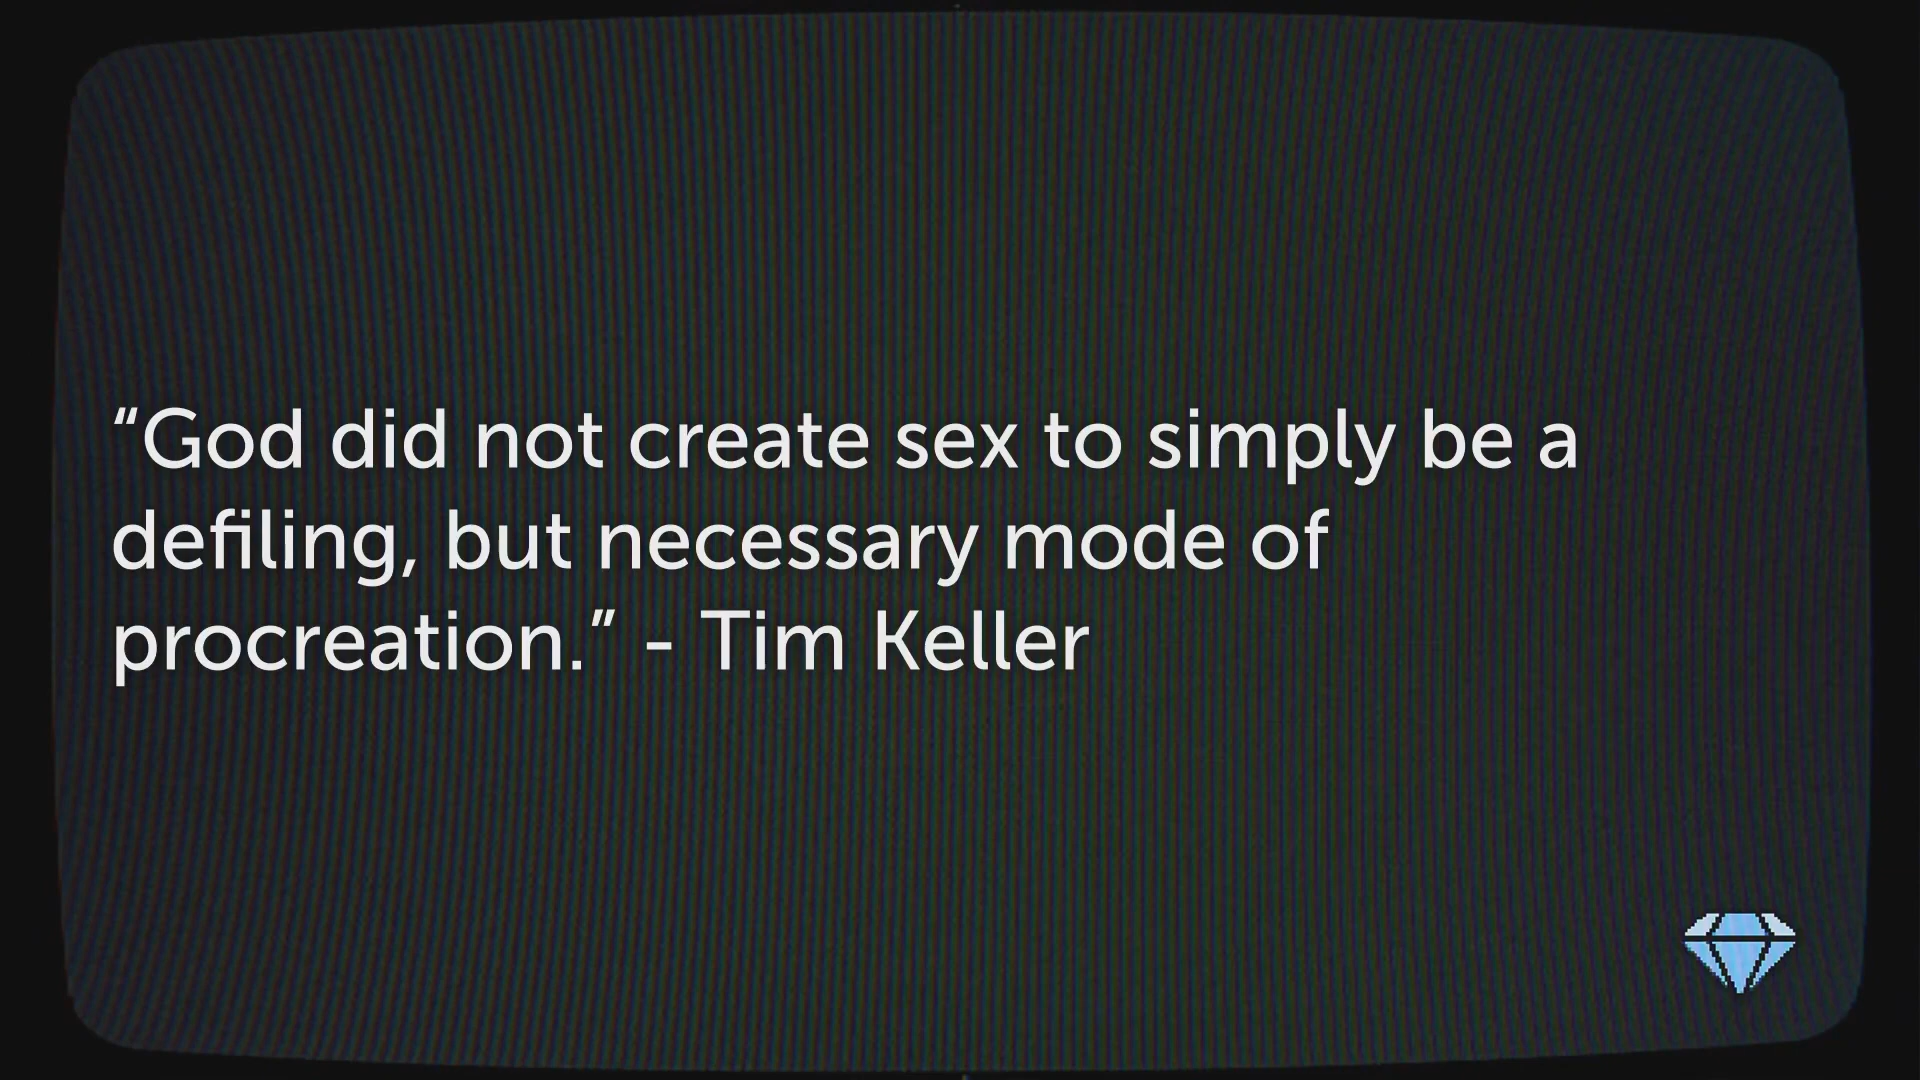 “God did not create sex to simply be a
defiling, but necessary mode of
procreation.” - Tim Keller